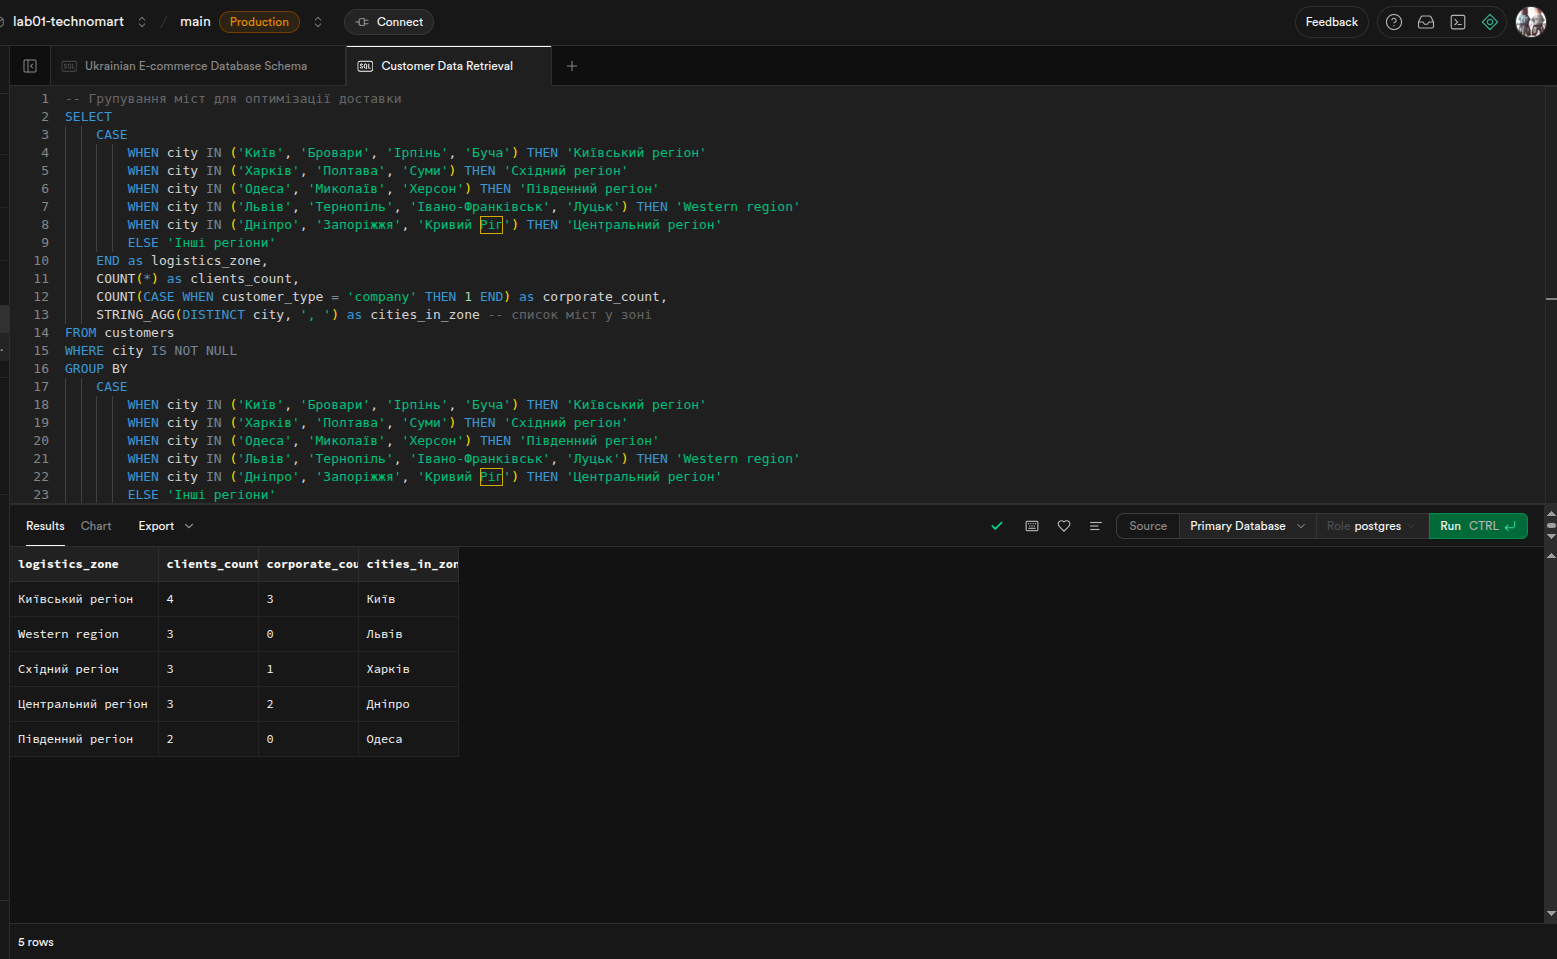 lab01-technomart / main Production Connect Feedback
Ukrainian E-commerce Database Schema Customer Data Retrieval
1 -- Групування міст для оптимізації доставки
2 SELECT
3 CASE
4 WHEN city IN ('Київ', 'Бровари', 'Ірпінь', 'Буча') THEN 'Київський регіон'
5 WHEN city IN ('Харків', 'Полтава', 'Суми') THEN 'Східний регіон'
6 WHEN city IN ('Одеса', 'Миколаїв', 'Херсон') THEN 'Південний регіон'
7 WHEN city IN ('Львів', 'Тернопіль', 'Івано-Франківськ', 'Луцьк') THEN 'Western region'
8 WHEN city IN ('Дніпро', 'Запоріжжя', 'Кривий Ріг') THEN 'Центральний регіон'
9 ELSE 'Інші регіони'
10 END as logistics_zone,
11 COUNT(*) as clients_count,
12 COUNT(CASE WHEN customer_type = 'company' THEN 1 END) as corporate_count,
13 STRING_AGG(DISTINCT city, ', ') as cities_in_zone -- список міст у зоні
14 FROM customers
15 WHERE city IS NOT NULL
16 GROUP BY
17 CASE
18 WHEN city IN ('Київ', 'Бровари', 'Ірпінь', 'Буча') THEN 'Київський регіон'
19 WHEN city IN ('Харків', 'Полтава', 'Суми') THEN 'Східний регіон'
20 WHEN city IN ('Одеса', 'Миколаїв', 'Херсон') THEN 'Південний регіон'
21 WHEN city IN ('Львів', 'Тернопіль', 'Івано-Франківськ', 'Луцьк') THEN 'Western region'
22 WHEN city IN ('Дніпро', 'Запоріжжя', 'Кривий Ріг') THEN 'Центральний регіон'
23 ELSE 'Інші регіони'
Results Chart Export Source Primary Database Role postgres Run CTRL
logistics_zone clients_count corporate_cou cities_in_zon
Київський регіон 4 3 Київ
Western region 3 0 Львів
Східний регіон 3 1 Харків
Центральний регіон 3 2 Дніпро
Південний регіон 2 0 Одеса
5 rows